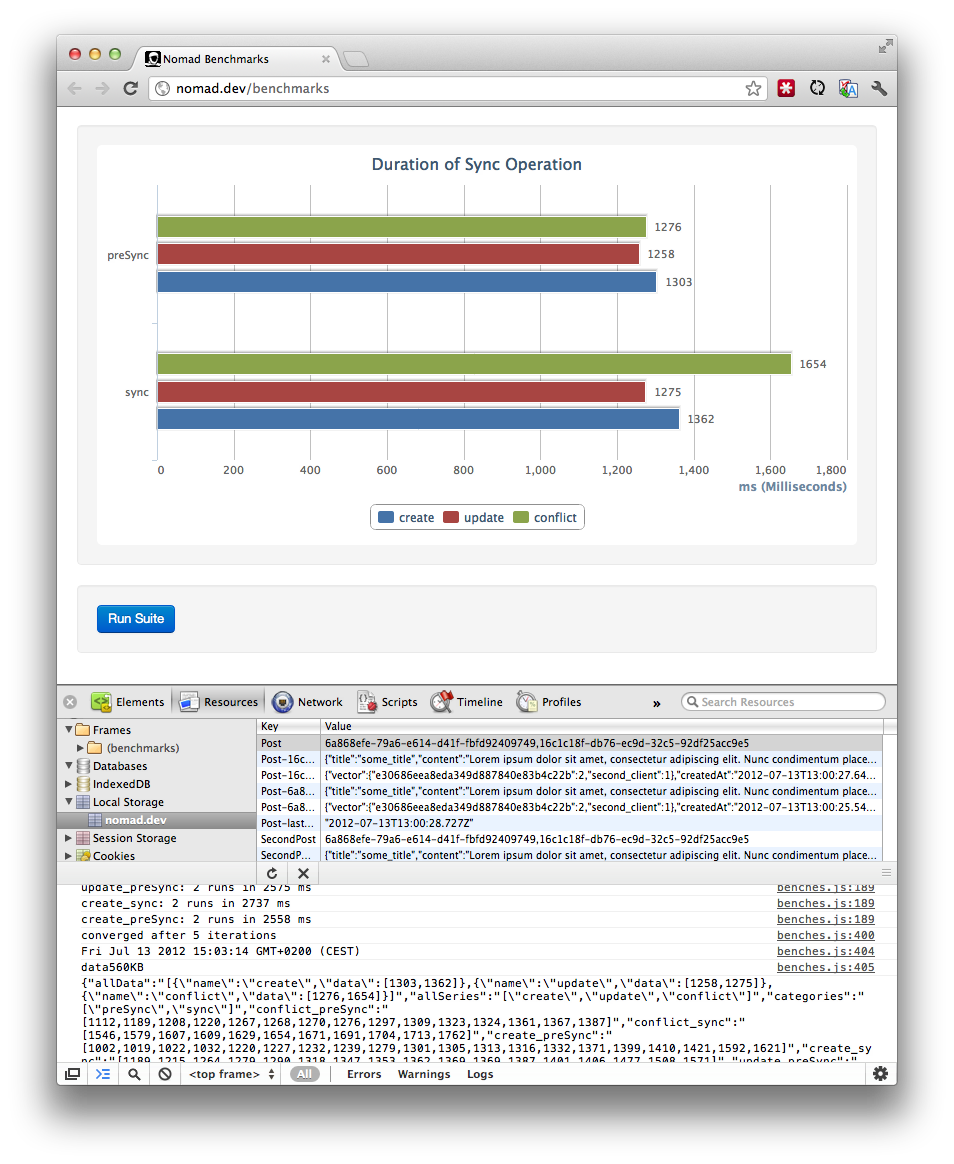 Nomad Benchmarks
nomad.dev/benchmarks
Duration of Sync Operation
preSync
1276
1258
1303
sync
1654
1275
1362
0 200 400 600 800 1,000 1,200 1,400 1,600 1,800
ms (Milliseconds)
create update conflict
Run Suite
Elements Resources Network Scripts Timeline Profiles » Search Resources
Frames
(benchmarks)
Databases
IndexedDB
Local Storage
nomad.dev
Session Storage
Cookies
Key Value
Post 6a868efe-79a6-e614-d41f-fbfd92409749,16c1c18f-db76-ec9d-32c5-92df25acc9e5
Post-16c... {"title":"some_title","content":"Lorem ipsum dolor sit amet, consectetur adipiscing elit. Nunc condimentum place...
Post-16c... {"vector":{"e30686eea8eda349d887840e83b4c22b":2,"second_client":1},"createdAt":"2012-07-13T13:00:27.64...
Post-6a8... {"title":"some_title","content":"Lorem ipsum dolor sit amet, consectetur adipiscing elit. Nunc condimentum place...
Post-6a8... {"vector":{"e30686eea8eda349d887840e83b4c22b":2,"second_client":1},"createdAt":"2012-07-13T13:00:25.54...
Post-last... "2012-07-13T13:00:28.727Z"
SecondPost 6a868efe-79a6-e614-d41f-fbfd92409749,16c1c18f-db76-ec9d-32c5-92df25acc9e5
SecondP... {"title":"some_title","content":"Lorem ipsum dolor sit amet, consectetur adipiscing elit. Nunc condimentum place...
update_preSync: 2 runs in 2575 ms benches.js:189
create_sync: 2 runs in 2737 ms benches.js:189
create_preSync: 2 runs in 2558 ms benches.js:189
converged after 5 iterations benches.js:400
Fri Jul 13 2012 15:03:14 GMT+0200 (CEST) benches.js:404
data560KB benches.js:405
{"allData":"[{\"name\":\"create\",\"data\":[1303,1362]},{\"name\":\"update\",\"data\":[1258,1275]},
{\"name\":\"conflict\",\"data\":[1276,1654]}]","allSeries":"[\"create\",\"update\",\"conflict\"]","categories":"
[\"preSync\",\"sync\"]","conflict_preSync":"
[1112,1189,1208,1220,1267,1268,1270,1276,1297,1309,1323,1324,1361,1367,1387]","conflict_sync":"
[1546,1579,1607,1609,1629,1654,1671,1691,1704,1713,1762]","create_preSync":"
[1002,1019,1022,1032,1220,1227,1232,1239,1279,1301,1305,1313,1316,1332,1371,1399,1410,1421,1592,1621]","create_sy
nc":"[1189,1215,1264,1279,1290,1318,1347,1353,1362,1369,1369,1387,1401,1406,1477,1508,1571]","update_preSync":"
<top frame> All Errors Warnings Logs